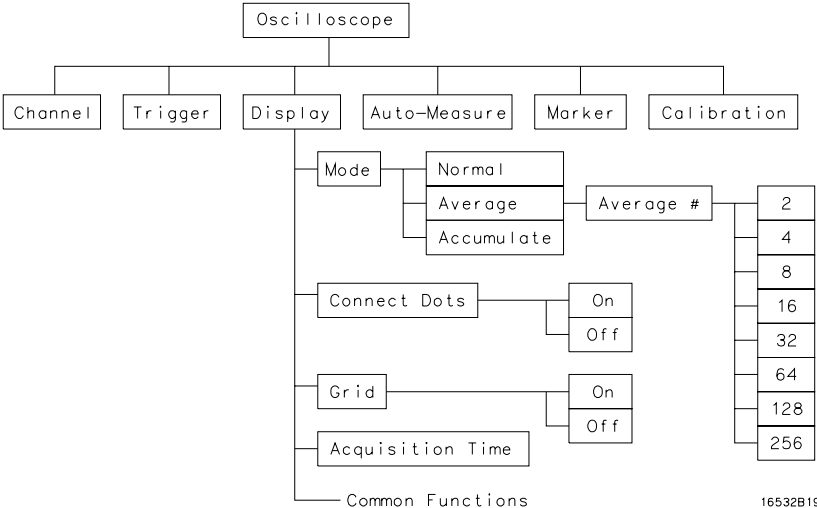 Oscilloscope
Channel
Trigger
Display
Auto-Measure
Marker
Calibration
Mode
Normal
Average
Accumulate
Average #
2
4
8
16
32
64
128
256
Connect Dots
On
Off
Grid
On
Off
Acquisition Time
Common Functions
16532B19